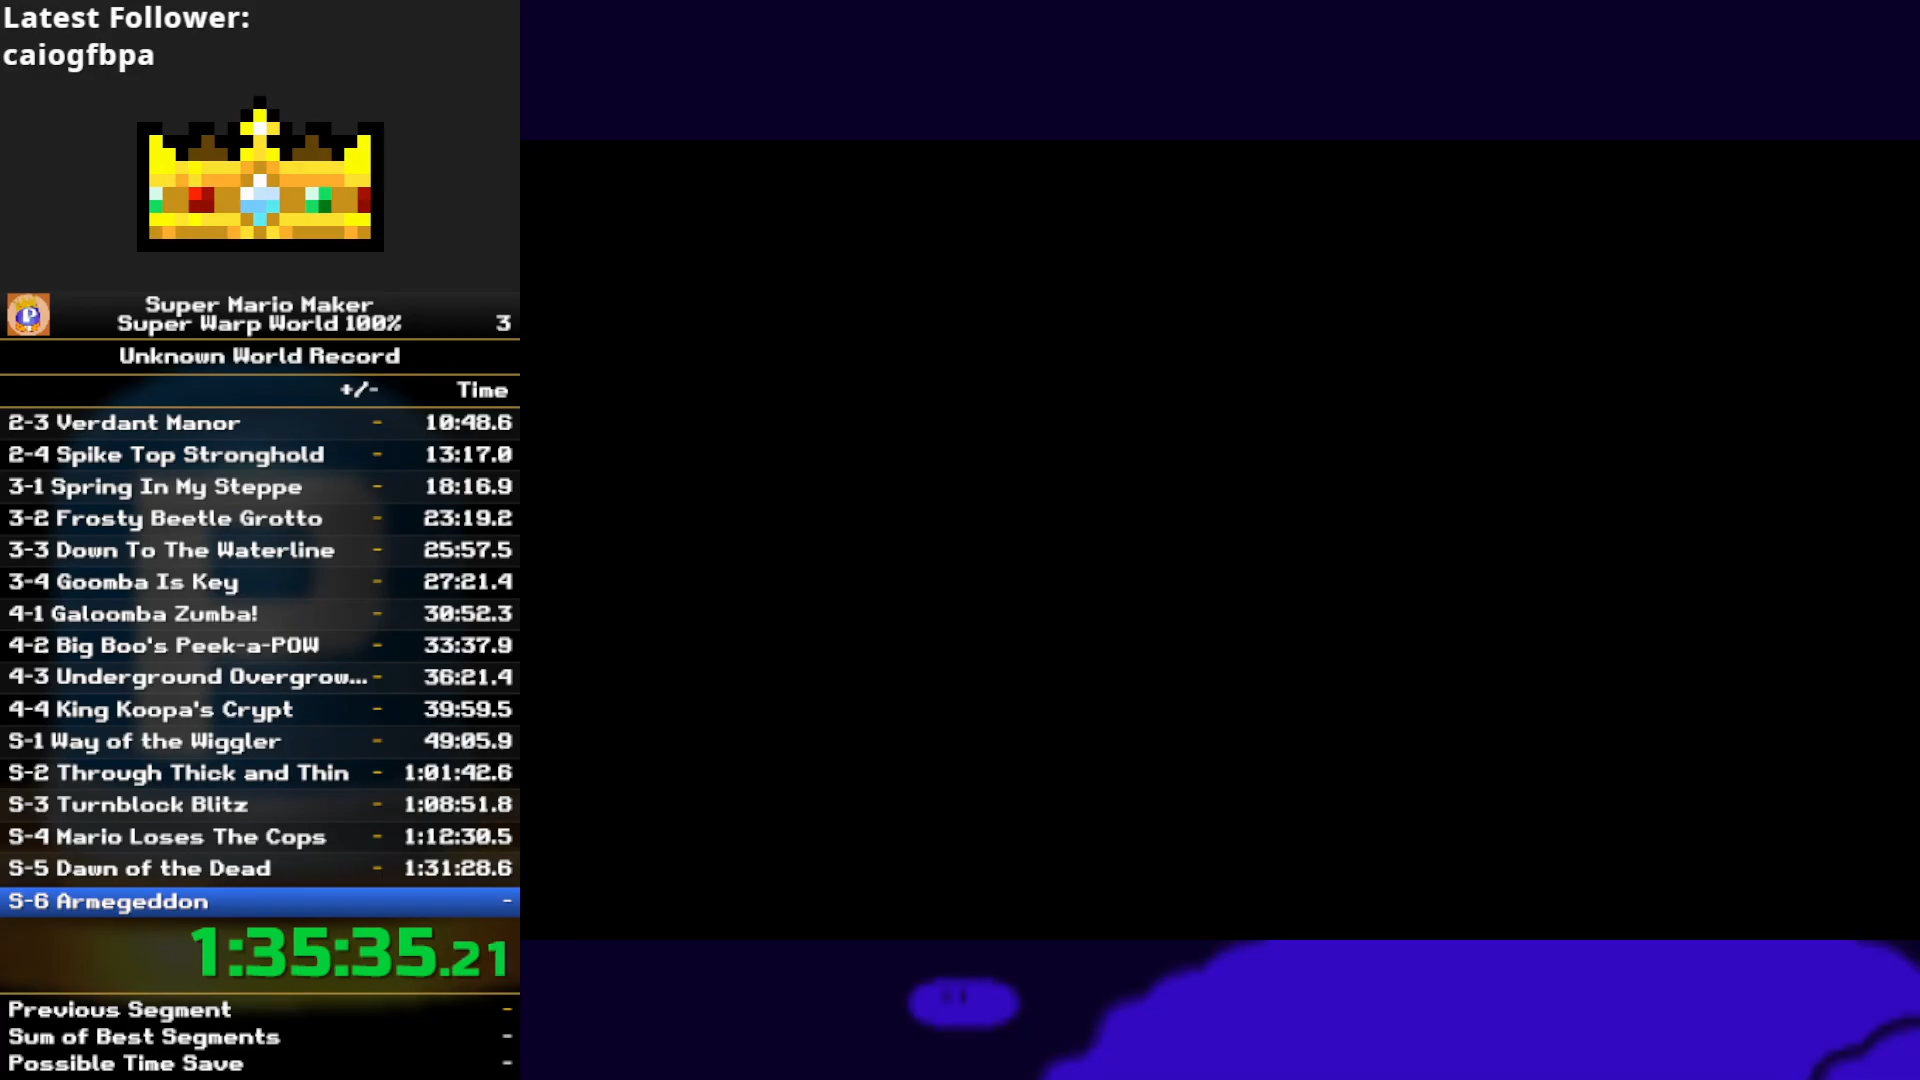 Latest Follower:
caiogfbpa
Super Mario Maker
Super Warp World 100% 3
Unknown World Record
+/- Time
2-3 Verdant Manor - 10:48.6
2-4 Spike Top Stronghold - 13:17.0
3-1 Spring In My Steppe - 18:16.9
3-2 Frosty Beetle Grotto - 23:19.2
3-3 Down To The Waterline - 25:57.5
3-4 Goomba Is Key - 27:21.4
4-1 Galoomba Zumba! - 30:52.3
4-2 Big Boo's Peek-a-POW - 33:37.9
4-3 Underground Overgrow... - 36:21.4
4-4 King Koopa's Crypt - 39:59.5
S-1 Way of the Wiggler - 49:05.9
S-2 Through Thick and Thin - 1:01:42.6
S-3 Turnblock Blitz - 1:08:51.8
S-4 Mario Loses The Cops - 1:12:30.5
S-5 Dawn of the Dead - 1:31:28.6
S-6 Armegeddon -
1:35:35.21
Previous Segment -
Sum of Best Segments -
Possible Time Save -